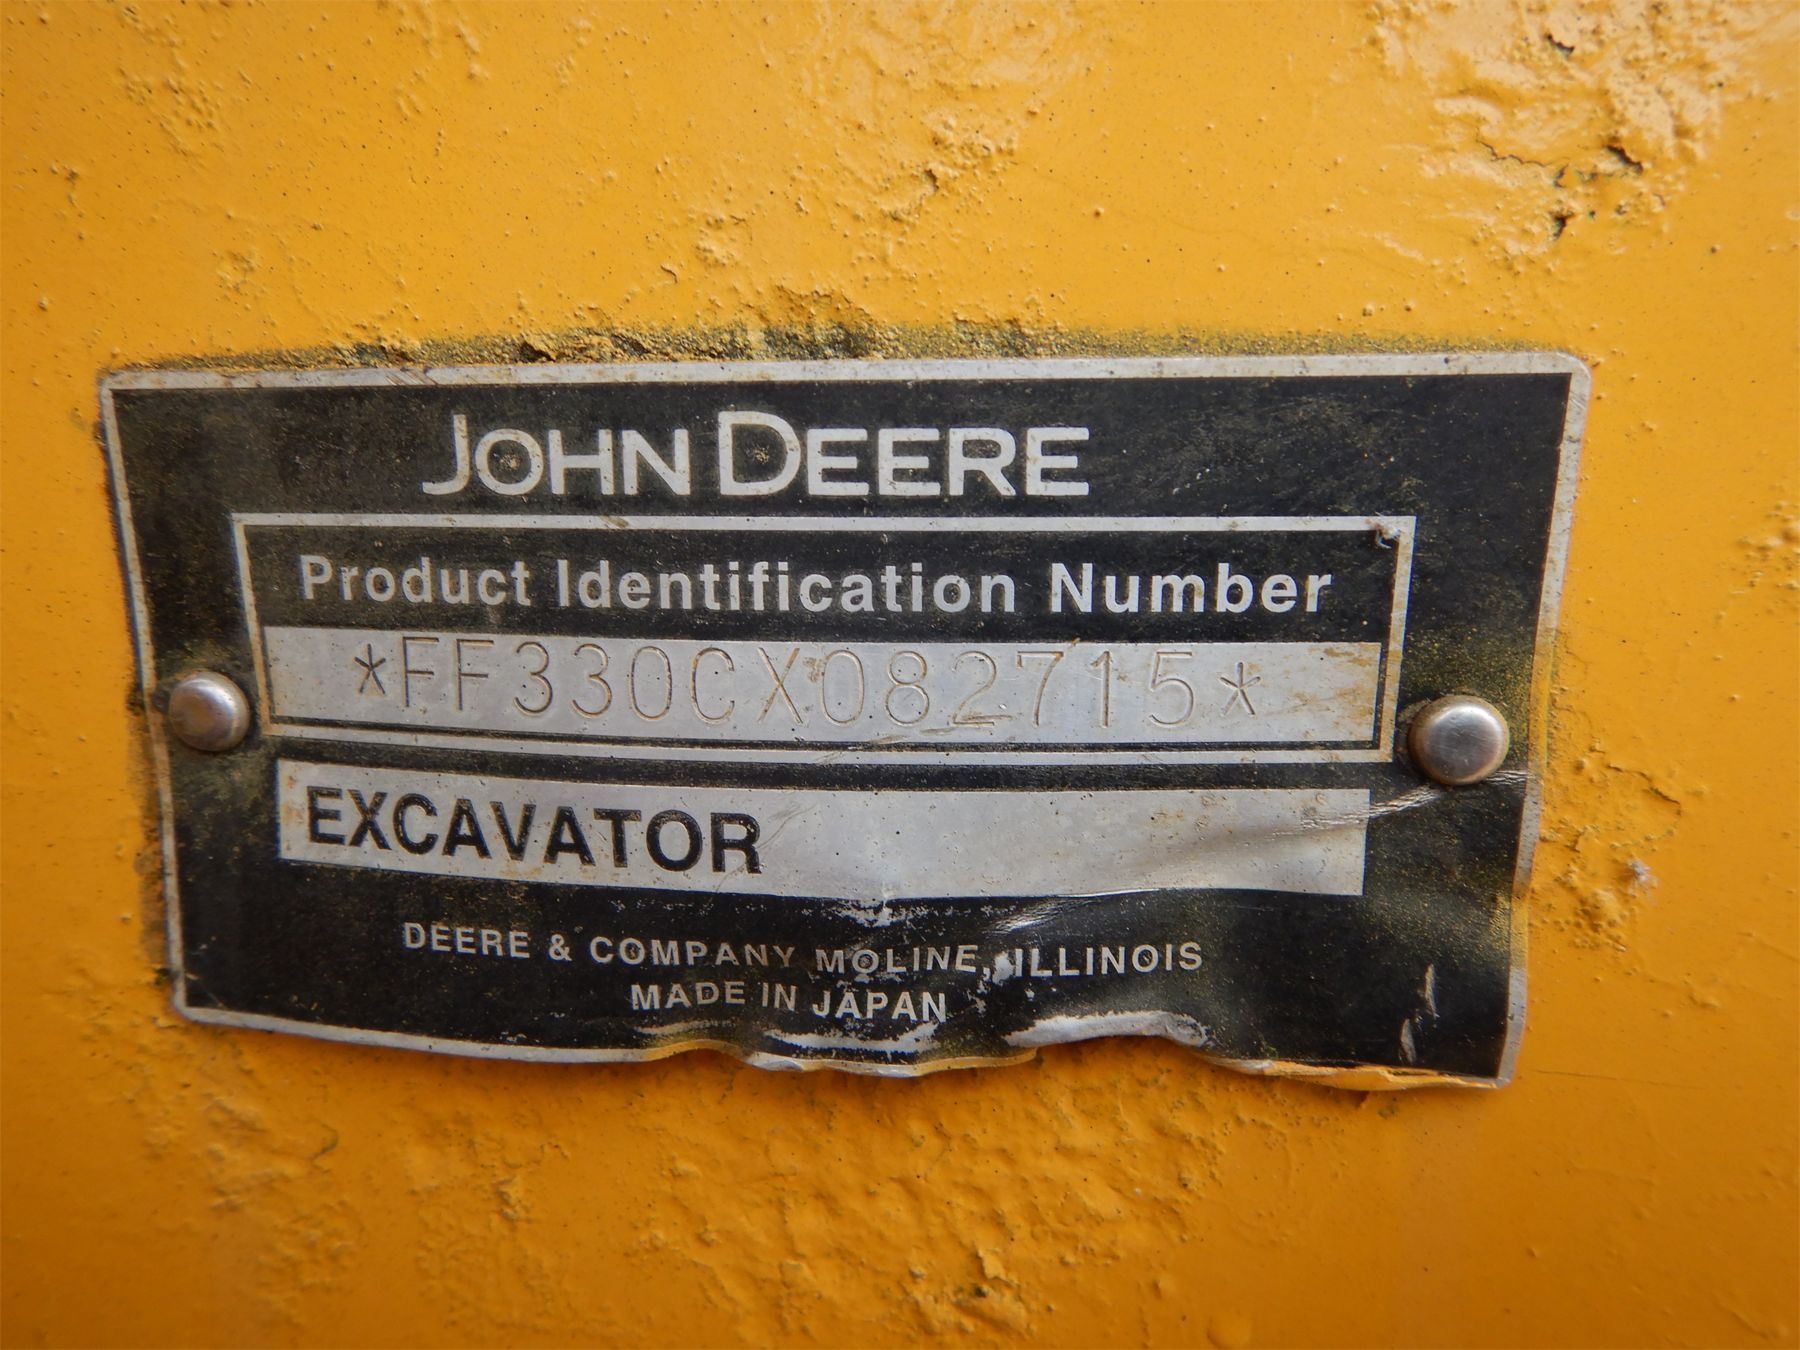 JOHN DEERE
Product Identification Number
*FF330CX082715*
EXCAVATOR
DEERE & COMPANY MOLINE, ILLINOIS
MADE IN JAPAN